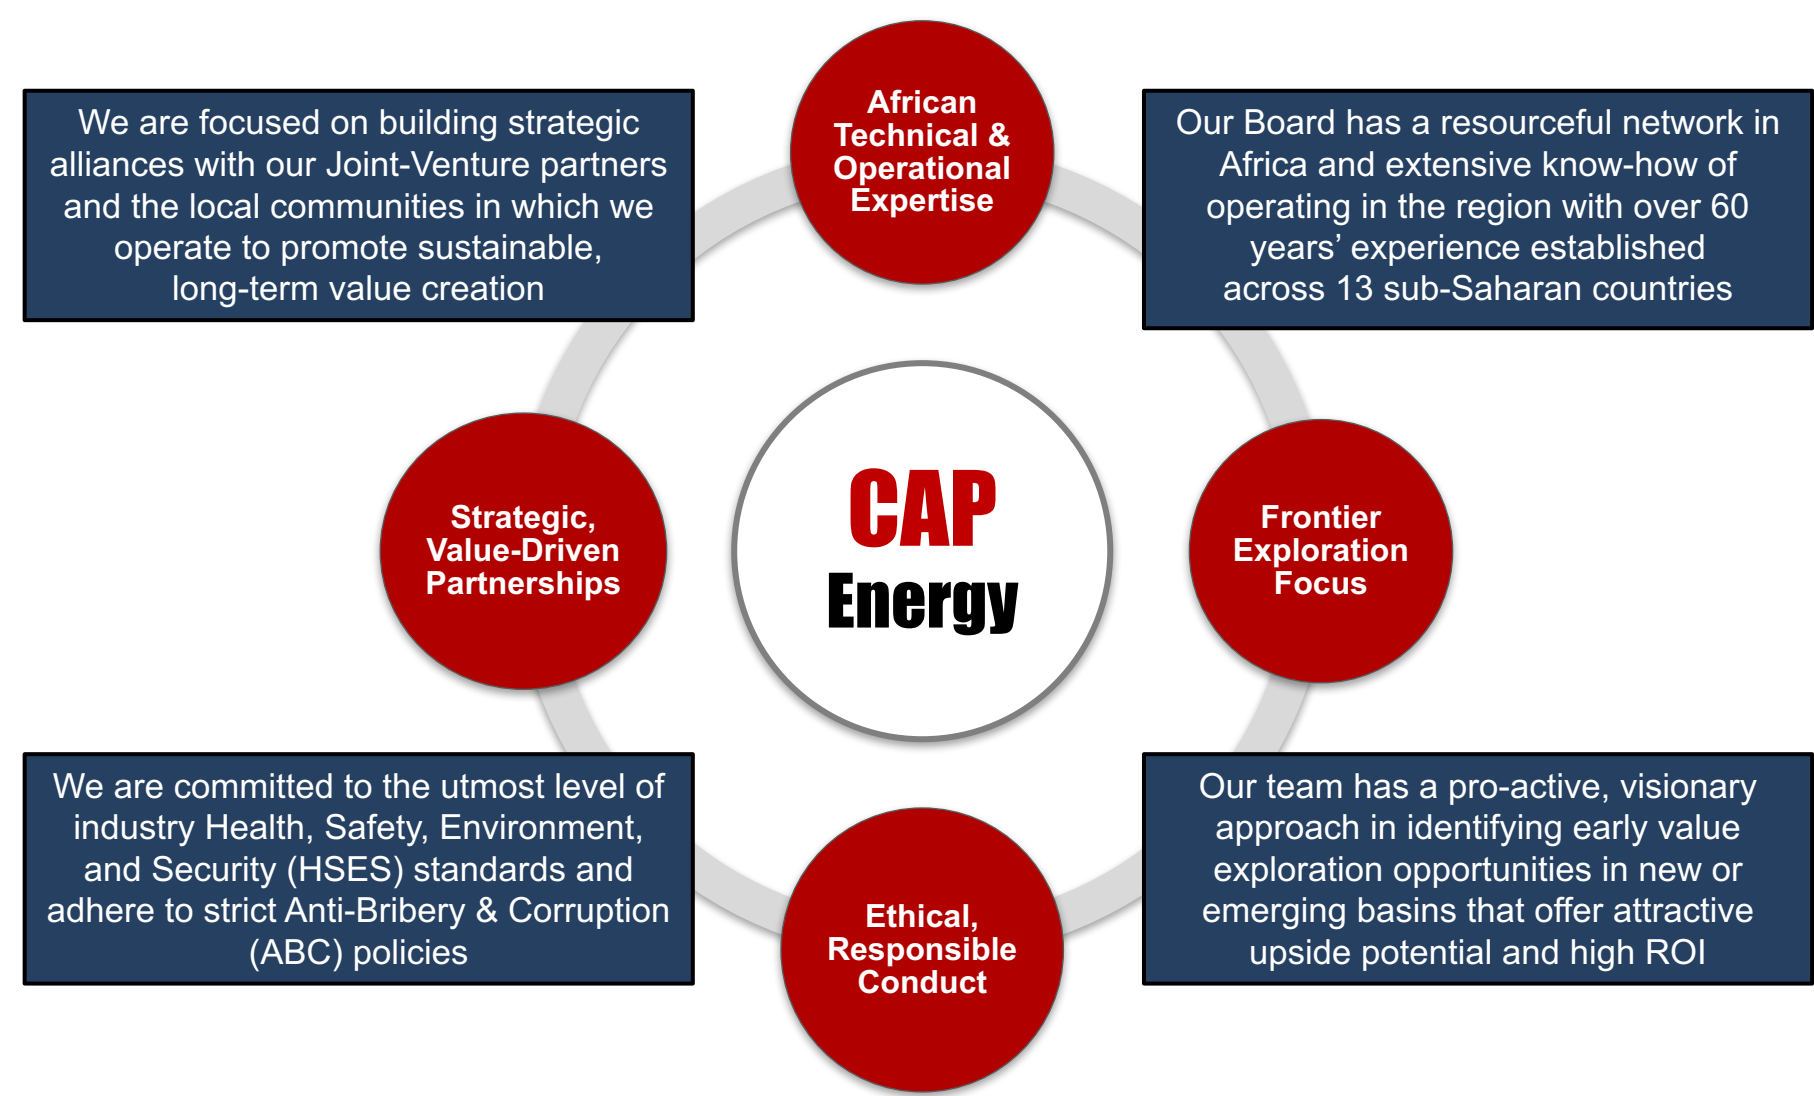 African
Technical &
Operational
Expertise
We are focused on building strategic
alliances with our Joint-Venture partners
and the local communities in which we
operate to promote sustainable,
long-term value creation
Our Board has a resourceful network in
Africa and extensive know-how of
operating in the region with over 60
years’ experience established
across 13 sub-Saharan countries
Strategic,
Value-Driven
Partnerships
CAP
Energy
Frontier
Exploration
Focus
We are committed to the utmost level of
industry Health, Safety, Environment,
and Security (HSES) standards and
adhere to strict Anti-Bribery & Corruption
(ABC) policies
Our team has a pro-active, visionary
approach in identifying early value
exploration opportunities in new or
emerging basins that offer attractive
upside potential and high ROI
Ethical,
Responsible
Conduct